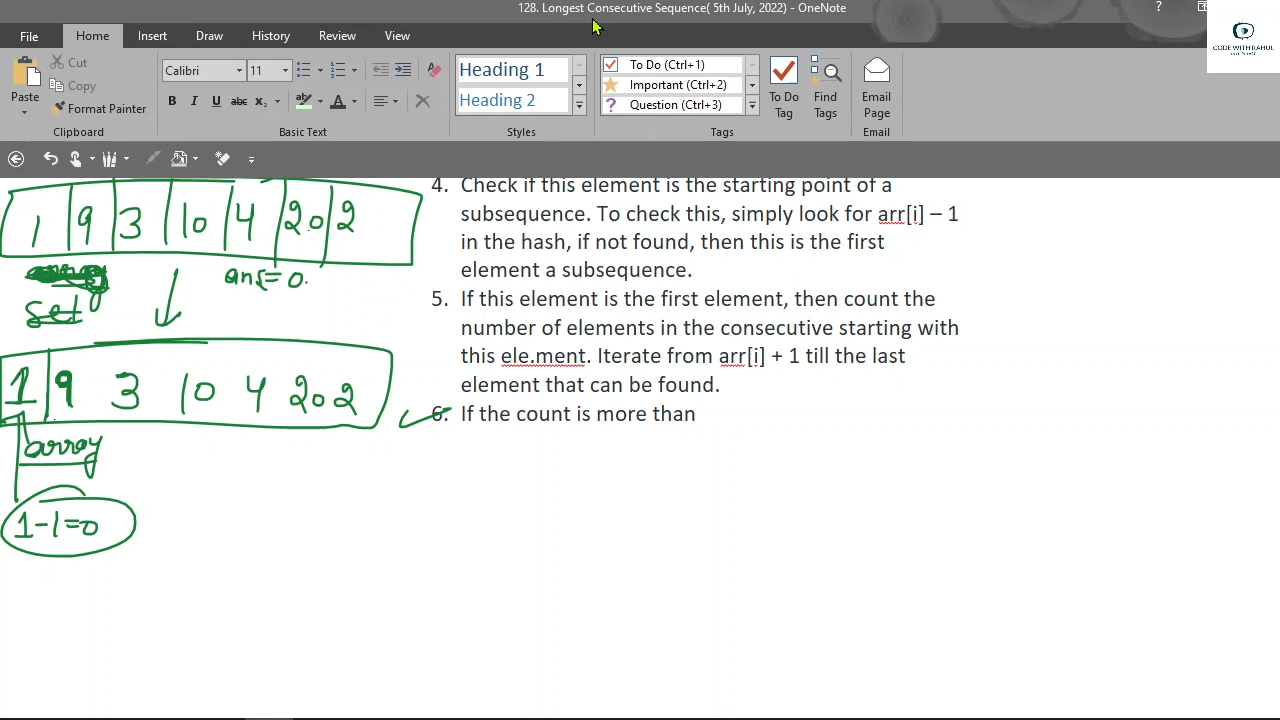 128. Longest Consecutive Sequence( 5th July, 2022) - OneNote
?
CODE WITH RAHUL
File Home Insert Draw History Review View
Paste
Cut
Copy
Format Painter
Clipboard
Calibri 11
B I U abc x₂ A
Basic Text
Heading 1
Heading 2
Styles
To Do (Ctrl+1)
Important (Ctrl+2)
? Question (Ctrl+3)
To Do Tag
Find Tags
Tags
Email Page
Email
1 9 3 10 4 20 2
ans=0.
set
1 9 3 10 4 20 2
array
1-1=0
4. Check if this element is the starting point of a
subsequence. To check this, simply look for arr[i] – 1
in the hash, if not found, then this is the first
element a subsequence.
5. If this element is the first element, then count the
number of elements in the consecutive starting with
this ele.ment. Iterate from arr[i] + 1 till the last
element that can be found.
6. If the count is more than